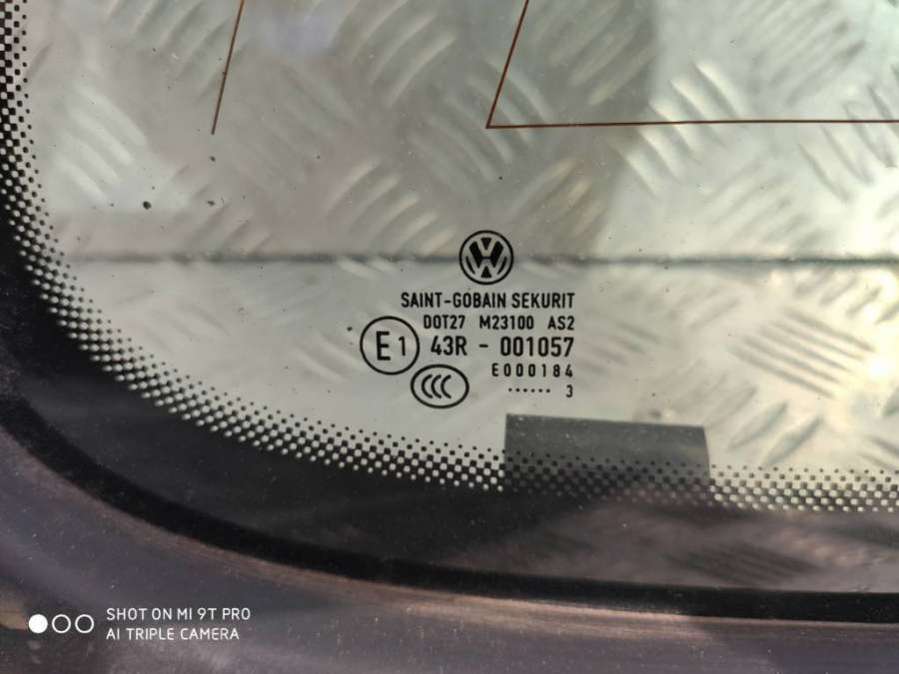 SAINT-GOBAIN SEKURIT
DOT27 M23100 AS2
E1 43R - 001057
E000184
CCC ...... 3
SHOT ON MI 9T PRO
AI TRIPLE CAMERA